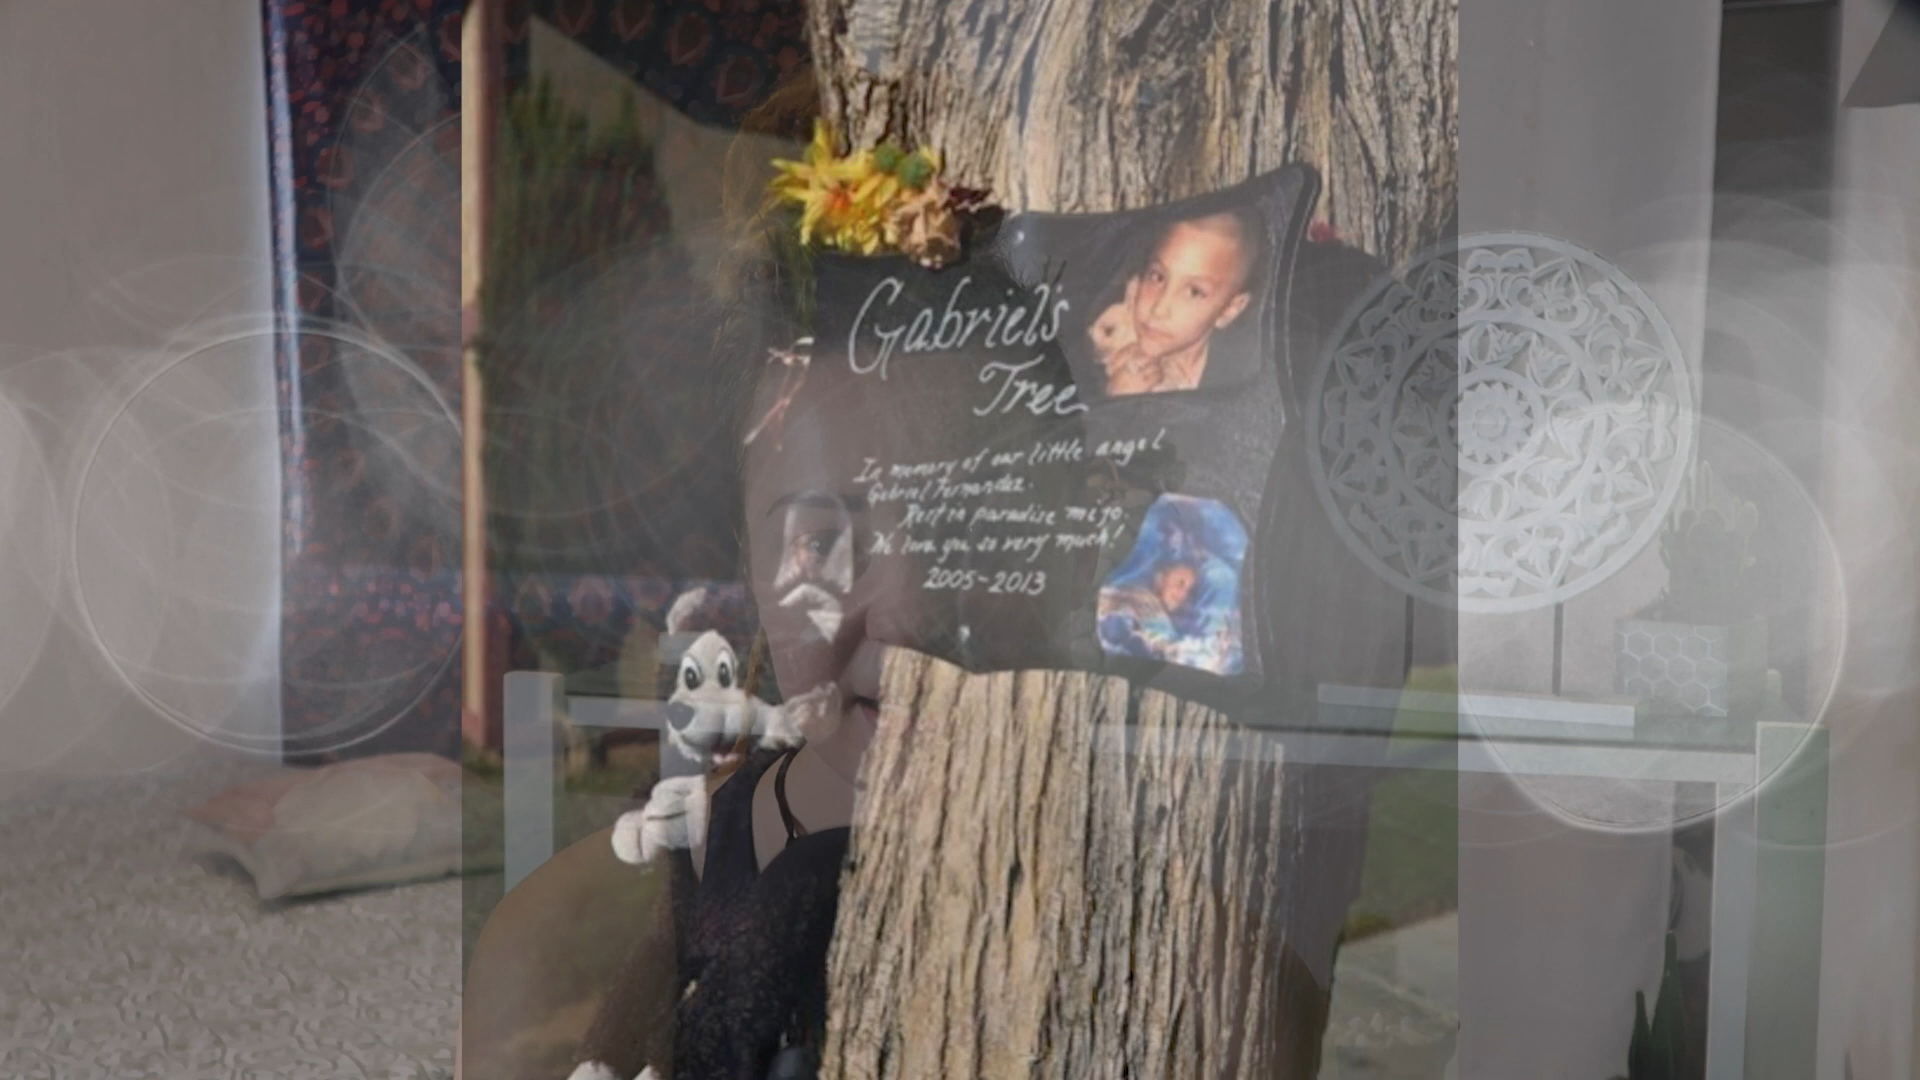 Gabriel's
Tree
In memory of our little angel
Gabriel Fernandez.
Rest in paradise mijo.
We love you so very much!
2005-2013